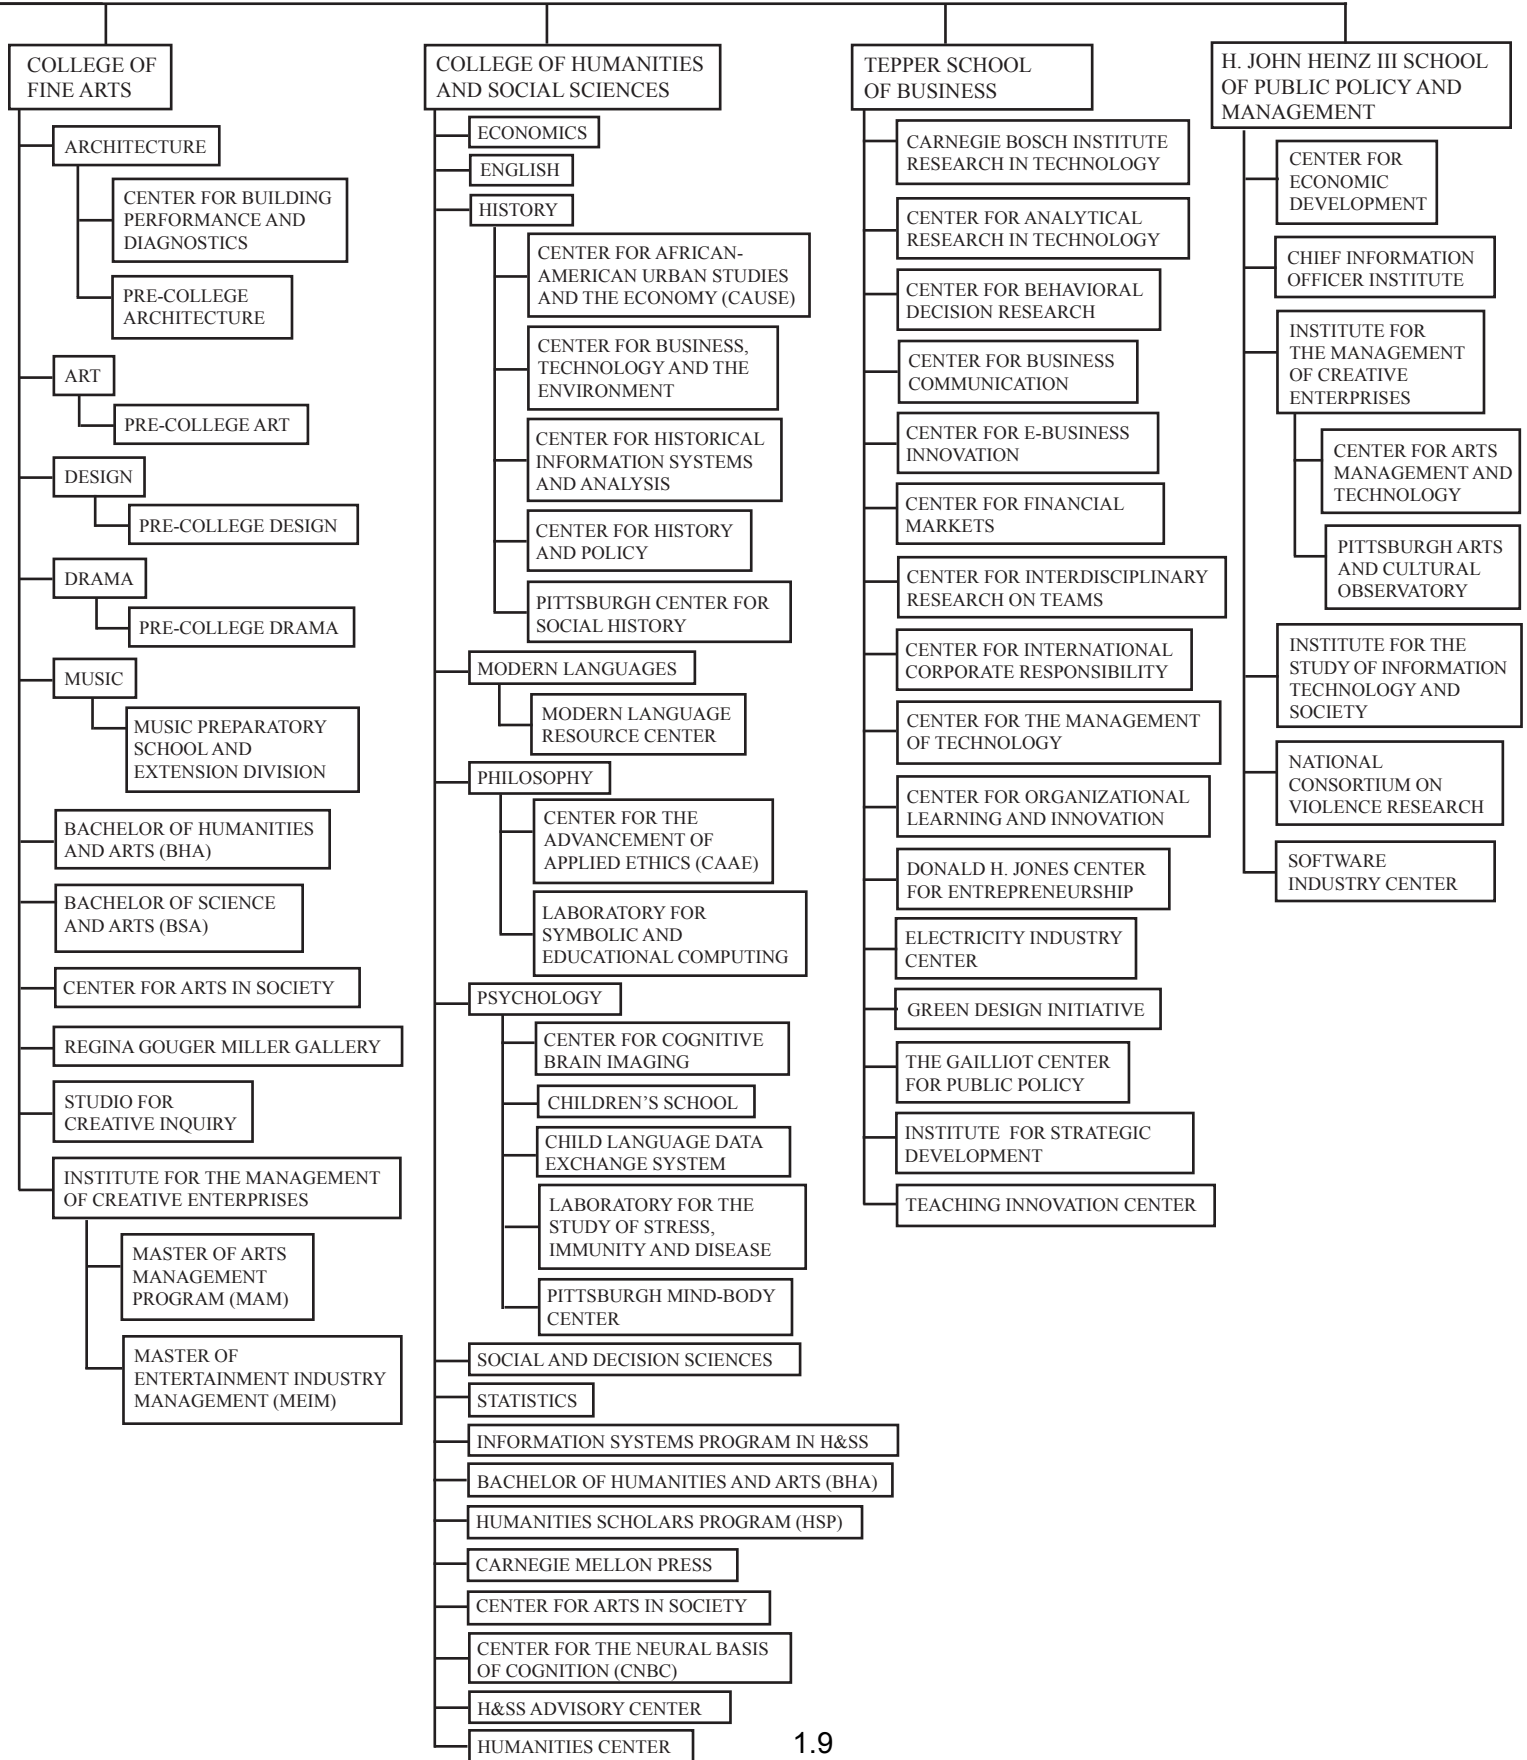 COLLEGE OF
FINE ARTS
ARCHITECTURE
CENTER FOR BUILDING
PERFORMANCE AND
DIAGNOSTICS
PRE-COLLEGE
ARCHITECTURE
ART
PRE-COLLEGE ART
DESIGN
PRE-COLLEGE DESIGN
DRAMA
PRE-COLLEGE DRAMA
MUSIC
MUSIC PREPARATORY
SCHOOL AND
EXTENSION DIVISION
BACHELOR OF HUMANITIES
AND ARTS (BHA)
BACHELOR OF SCIENCE
AND ARTS (BSA)
CENTER FOR ARTS IN SOCIETY
REGINA GOUGER MILLER GALLERY
STUDIO FOR
CREATIVE INQUIRY
INSTITUTE FOR THE MANAGEMENT
OF CREATIVE ENTERPRISES
MASTER OF ARTS
MANAGEMENT
PROGRAM (MAM)
MASTER OF
ENTERTAINMENT INDUSTRY
MANAGEMENT (MEIM)
COLLEGE OF HUMANITIES
AND SOCIAL SCIENCES
ECONOMICS
ENGLISH
HISTORY
CENTER FOR AFRICAN-
AMERICAN URBAN STUDIES
AND THE ECONOMY (CAUSE)
CENTER FOR BUSINESS,
TECHNOLOGY AND THE
ENVIRONMENT
CENTER FOR HISTORICAL
INFORMATION SYSTEMS
AND ANALYSIS
CENTER FOR HISTORY
AND POLICY
PITTSBURGH CENTER FOR
SOCIAL HISTORY
MODERN LANGUAGES
MODERN LANGUAGE
RESOURCE CENTER
PHILOSOPHY
CENTER FOR THE
ADVANCEMENT OF
APPLIED ETHICS (CAAE)
LABORATORY FOR
SYMBOLIC AND
EDUCATIONAL COMPUTING
PSYCHOLOGY
CENTER FOR COGNITIVE
BRAIN IMAGING
CHILDREN'S SCHOOL
CHILD LANGUAGE DATA
EXCHANGE SYSTEM
LABORATORY FOR THE
STUDY OF STRESS,
IMMUNITY AND DISEASE
PITTSBURGH MIND-BODY
CENTER
SOCIAL AND DECISION SCIENCES
STATISTICS
INFORMATION SYSTEMS PROGRAM IN H&SS
BACHELOR OF HUMANITIES AND ARTS (BHA)
HUMANITIES SCHOLARS PROGRAM (HSP)
CARNEGIE MELLON PRESS
CENTER FOR ARTS IN SOCIETY
CENTER FOR THE NEURAL BASIS
OF COGNITION (CNBC)
H&SS ADVISORY CENTER
HUMANITIES CENTER
TEPPER SCHOOL
OF BUSINESS
CARNEGIE BOSCH INSTITUTE
RESEARCH IN TECHNOLOGY
CENTER FOR ANALYTICAL
RESEARCH IN TECHNOLOGY
CENTER FOR BEHAVIORAL
DECISION RESEARCH
CENTER FOR BUSINESS
COMMUNICATION
CENTER FOR E-BUSINESS
INNOVATION
CENTER FOR FINANCIAL
MARKETS
CENTER FOR INTERDISCIPLINARY
RESEARCH ON TEAMS
CENTER FOR INTERNATIONAL
CORPORATE RESPONSIBILITY
CENTER FOR THE MANAGEMENT
OF TECHNOLOGY
CENTER FOR ORGANIZATIONAL
LEARNING AND INNOVATION
DONALD H. JONES CENTER
FOR ENTREPRENEURSHIP
ELECTRICITY INDUSTRY
CENTER
GREEN DESIGN INITIATIVE
THE GAILLIOT CENTER
FOR PUBLIC POLICY
INSTITUTE FOR STRATEGIC
DEVELOPMENT
TEACHING INNOVATION CENTER
H. JOHN HEINZ III SCHOOL
OF PUBLIC POLICY AND
MANAGEMENT
CENTER FOR
ECONOMIC
DEVELOPMENT
CHIEF INFORMATION
OFFICER INSTITUTE
INSTITUTE FOR
THE MANAGEMENT
OF CREATIVE
ENTERPRISES
CENTER FOR ARTS
MANAGEMENT AND
TECHNOLOGY
PITTSBURGH ARTS
AND CULTURAL
OBSERVATORY
INSTITUTE FOR THE
STUDY OF INFORMATION
TECHNOLOGY AND
SOCIETY
NATIONAL
CONSORTIUM ON
VIOLENCE RESEARCH
SOFTWARE
INDUSTRY CENTER
1.9